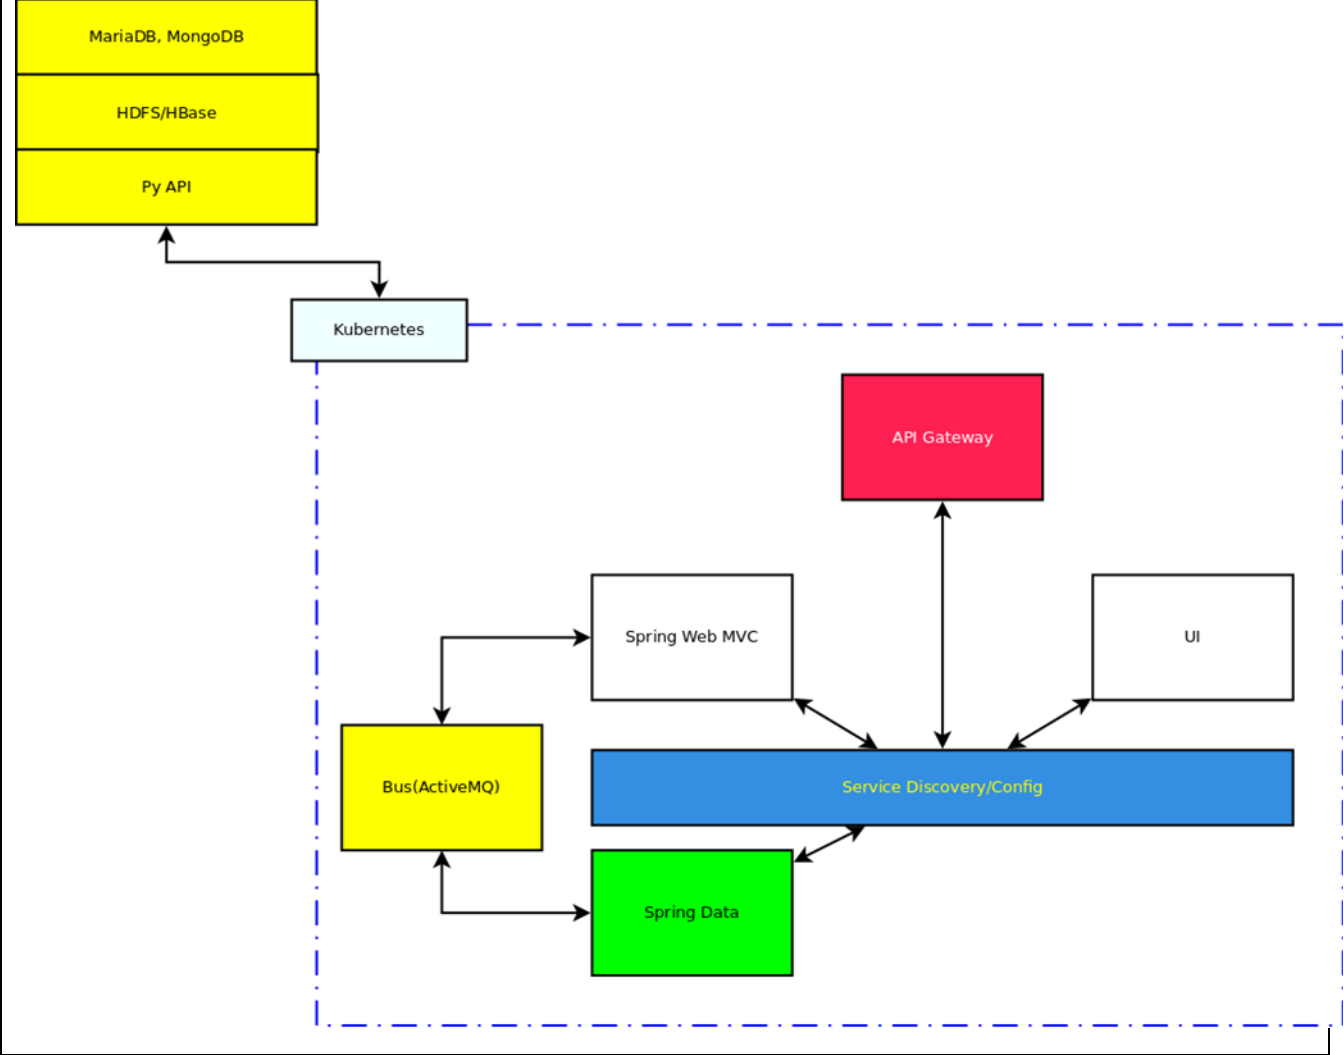 MariaDB, MongoDB
HDFS/HBase
Py API
Kubernetes
API Gateway
Spring Web MVC
UI
Bus(ActiveMQ)
Service Discovery/Config
Spring Data